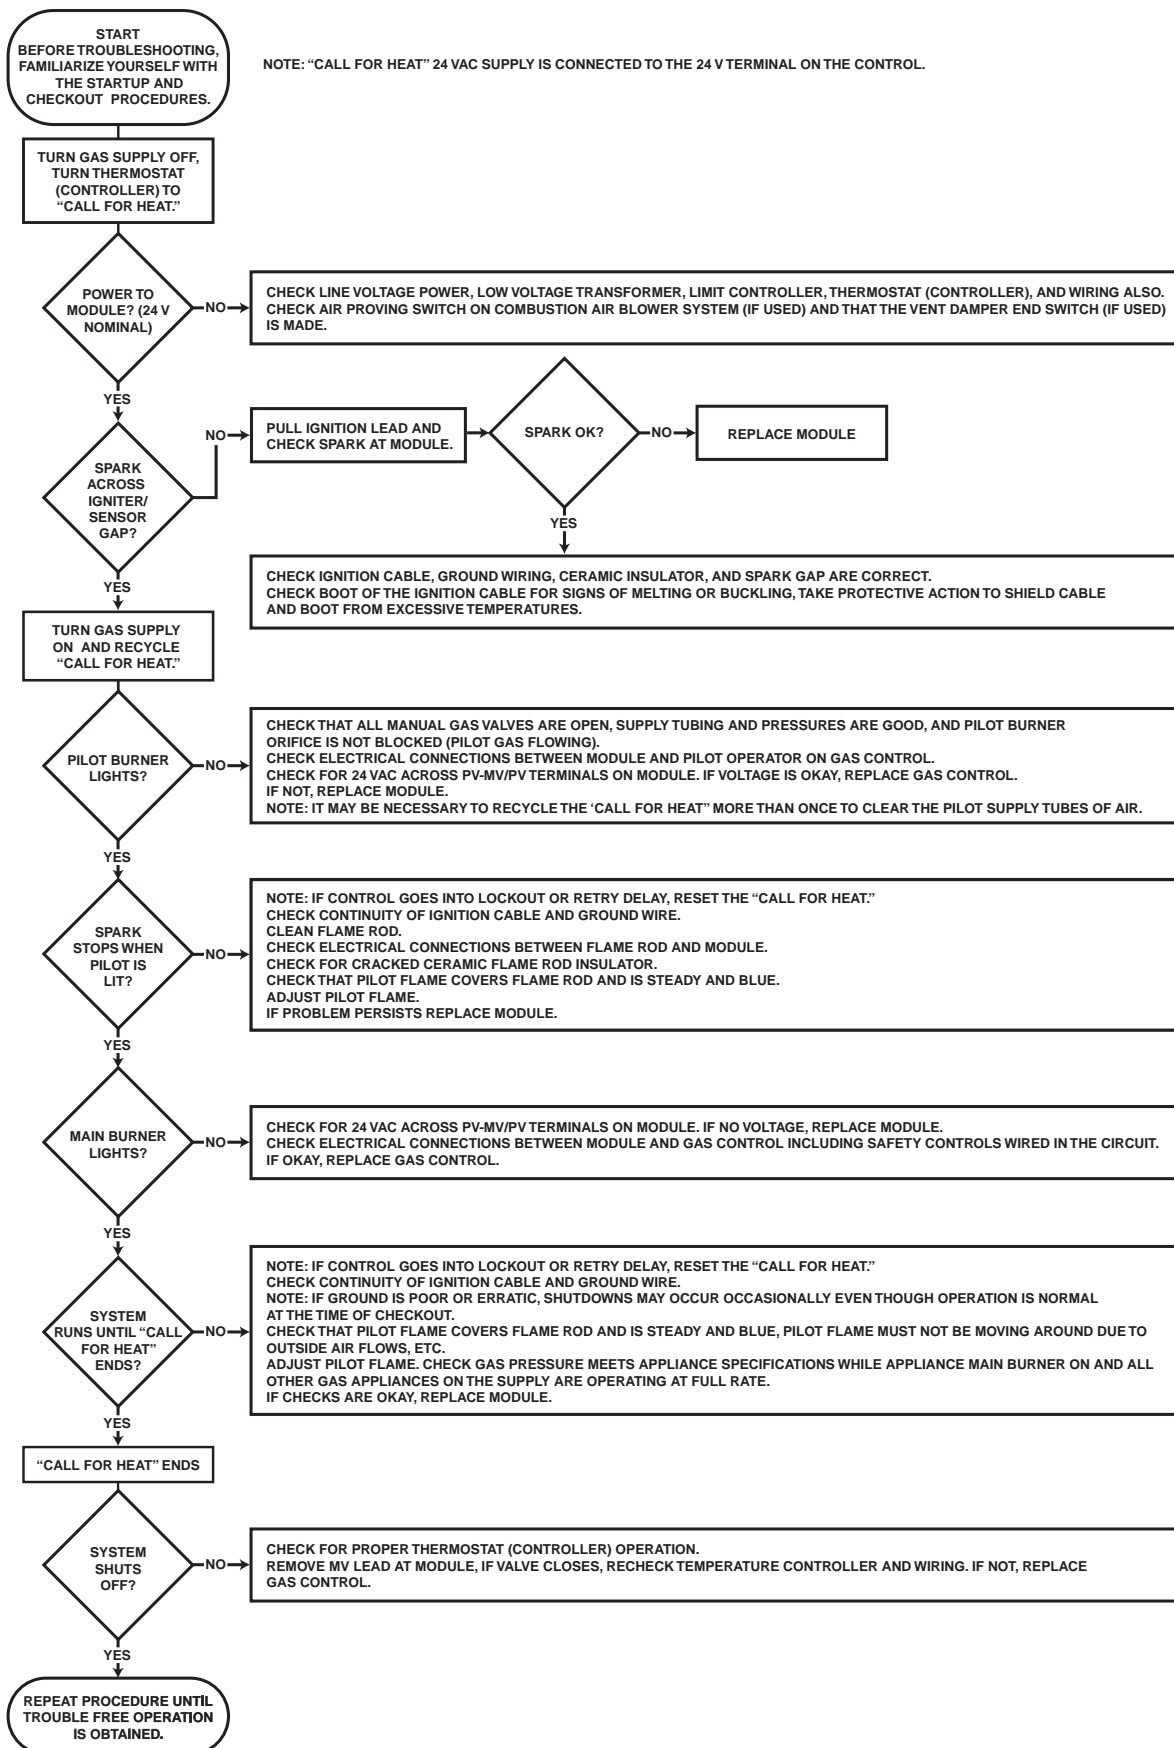 START
BEFORE TROUBLESHOOTING,
FAMILIARIZE YOURSELF WITH
THE STARTUP AND
CHECKOUT PROCEDURES.
NOTE: “CALL FOR HEAT” 24 VAC SUPPLY IS CONNECTED TO THE 24 V TERMINAL ON THE CONTROL.
TURN GAS SUPPLY OFF,
TURN THERMOSTAT
(CONTROLLER) TO
“CALL FOR HEAT.”
POWER TO
MODULE? (24 V
NOMINAL)
NO
CHECK LINE VOLTAGE POWER, LOW VOLTAGE TRANSFORMER, LIMIT CONTROLLER, THERMOSTAT (CONTROLLER), AND WIRING ALSO.
CHECK AIR PROVING SWITCH ON COMBUSTION AIR BLOWER SYSTEM (IF USED) AND THAT THE VENT DAMPER END SWITCH (IF USED)
IS MADE.
YES
SPARK
ACROSS
IGNITER/
SENSOR
GAP?
NO
PULL IGNITION LEAD AND
CHECK SPARK AT MODULE.
SPARK OK?
NO
REPLACE MODULE
YES
CHECK IGNITION CABLE, GROUND WIRING, CERAMIC INSULATOR, AND SPARK GAP ARE CORRECT.
CHECK BOOT OF THE IGNITION CABLE FOR SIGNS OF MELTING OR BUCKLING, TAKE PROTECTIVE ACTION TO SHIELD CABLE
AND BOOT FROM EXCESSIVE TEMPERATURES.
YES
TURN GAS SUPPLY
ON AND RECYCLE
“CALL FOR HEAT.”
PILOT BURNER
LIGHTS?
NO
CHECK THAT ALL MANUAL GAS VALVES ARE OPEN, SUPPLY TUBING AND PRESSURES ARE GOOD, AND PILOT BURNER
ORIFICE IS NOT BLOCKED (PILOT GAS FLOWING).
CHECK ELECTRICAL CONNECTIONS BETWEEN MODULE AND PILOT OPERATOR ON GAS CONTROL.
CHECK FOR 24 VAC ACROSS PV-MV/PV TERMINALS ON MODULE. IF VOLTAGE IS OKAY, REPLACE GAS CONTROL.
IF NOT, REPLACE MODULE.
NOTE: IT MAY BE NECESSARY TO RECYCLE THE ‘CALL FOR HEAT” MORE THAN ONCE TO CLEAR THE PILOT SUPPLY TUBES OF AIR.
YES
SPARK
STOPS WHEN
PILOT IS
LIT?
NO
NOTE: IF CONTROL GOES INTO LOCKOUT OR RETRY DELAY, RESET THE “CALL FOR HEAT.”
CHECK CONTINUITY OF IGNITION CABLE AND GROUND WIRE.
CLEAN FLAME ROD.
CHECK ELECTRICAL CONNECTIONS BETWEEN FLAME ROD AND MODULE.
CHECK FOR CRACKED CERAMIC FLAME ROD INSULATOR.
CHECK THAT PILOT FLAME COVERS FLAME ROD AND IS STEADY AND BLUE.
ADJUST PILOT FLAME.
IF PROBLEM PERSISTS REPLACE MODULE.
YES
MAIN BURNER
LIGHTS?
NO
CHECK FOR 24 VAC ACROSS PV-MV/PV TERMINALS ON MODULE. IF NO VOLTAGE, REPLACE MODULE.
CHECK ELECTRICAL CONNECTIONS BETWEEN MODULE AND GAS CONTROL INCLUDING SAFETY CONTROLS WIRED IN THE CIRCUIT.
IF OKAY, REPLACE GAS CONTROL.
YES
SYSTEM
RUNS UNTIL “CALL
FOR HEAT”
ENDS?
NO
NOTE: IF CONTROL GOES INTO LOCKOUT OR RETRY DELAY, RESET THE “CALL FOR HEAT.”
CHECK CONTINUITY OF IGNITION CABLE AND GROUND WIRE.
NOTE: IF GROUND IS POOR OR ERRATIC, SHUTDOWNS MAY OCCUR OCCASIONALLY EVEN THOUGH OPERATION IS NORMAL
AT THE TIME OF CHECKOUT.
CHECK THAT PILOT FLAME COVERS FLAME ROD AND IS STEADY AND BLUE, PILOT FLAME MUST NOT BE MOVING AROUND DUE TO
OUTSIDE AIR FLOWS, ETC.
ADJUST PILOT FLAME. CHECK GAS PRESSURE MEETS APPLIANCE SPECIFICATIONS WHILE APPLIANCE MAIN BURNER ON AND ALL
OTHER GAS APPLIANCES ON THE SUPPLY ARE OPERATING AT FULL RATE.
IF CHECKS ARE OKAY, REPLACE MODULE.
YES
“CALL FOR HEAT” ENDS
SYSTEM
SHUTS
OFF?
NO
CHECK FOR PROPER THERMOSTAT (CONTROLLER) OPERATION.
REMOVE MV LEAD AT MODULE, IF VALVE CLOSES, RECHECK TEMPERATURE CONTROLLER AND WIRING. IF NOT, REPLACE
GAS CONTROL.
YES
REPEAT PROCEDURE UNTIL
TROUBLE FREE OPERATION
IS OBTAINED.